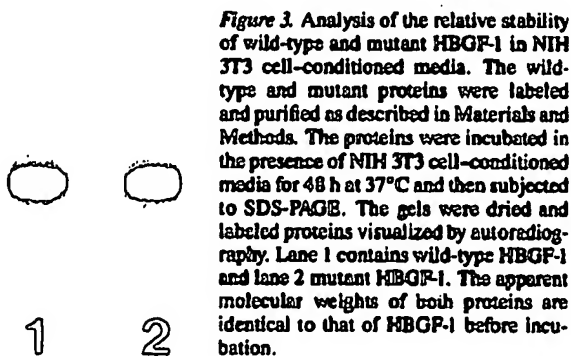 Figure 3. Analysis of the relative stability
of wild-type and mutant HBGF-1 in NIH
3T3 cell-conditioned media. The wild-
type and mutant proteins were labeled
and purified as described in Materials and
Methods. The proteins were incubated in
the presence of NIH 3T3 cell-conditioned
media for 48 h at 37°C and then subjected
to SDS-PAGE. The gels were dried and
labeled proteins visualized by autoradiog-
raphy. Lane 1 contains wild-type HBGF-1
and lane 2 mutant HBGF-1. The apparent
molecular weights of both proteins are
identical to that of HBGF-1 before incu-
bation.
1 2